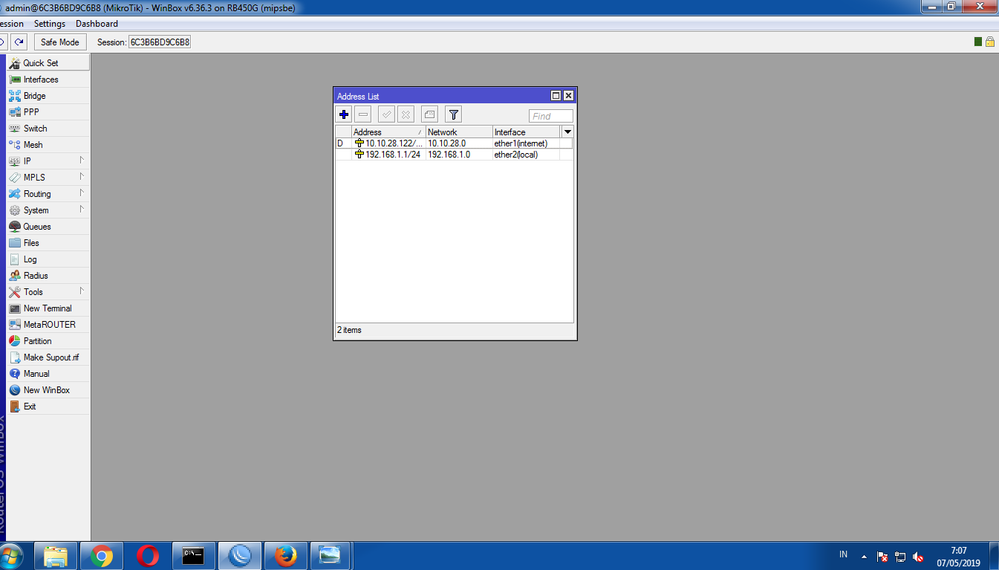 admin@6C3B6BD9C6B8 (MikroTik) - WinBox v6.36.3 on RB450G (mipsbe)
ession Settings Dashboard
Safe Mode Session: 6C3B6BD9C6B8
Quick Set
Interfaces
Bridge
PPP
Switch
Mesh
IP
MPLS
Routing
System
Queues
Files
Log
Radius
Tools
New Terminal
MetaROUTER
Partition
Make Supout.rif
Manual
New WinBox
Exit
RouterOS WinBox
Address List
Find
Address Network Interface
D 10.10.28.122/... 10.10.28.0 ether1(internet)
192.168.1.1/24 192.168.1.0 ether2(local)
2 items
C:\
IN
7:07
07/05/2019